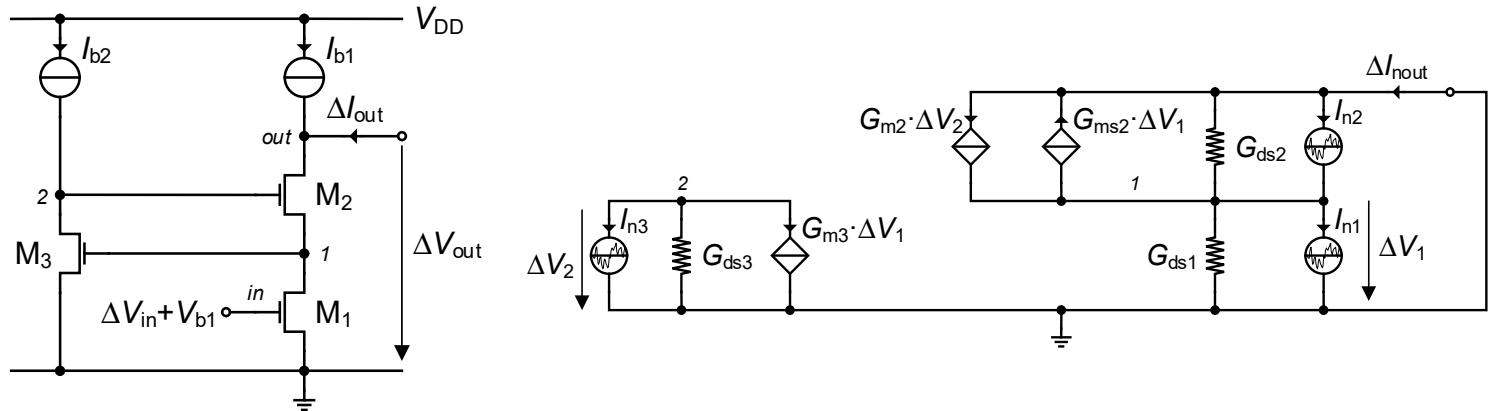 V_DD
I_b2
I_b1
ΔI_out
out
M_2
2
M_3
1
ΔV_out
in
ΔV_in+V_b1
M_1
ΔI_nout
G_m2·ΔV_2
G_ms2·ΔV_1
G_ds2
I_n2
1
2
I_n3
G_m3·ΔV_1
I_n1
ΔV_2
G_ds3
G_ds1
ΔV_1